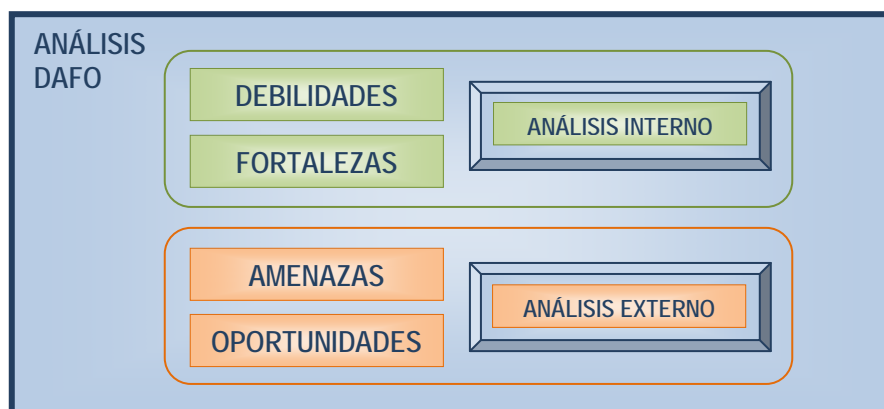 ANÁLISIS
DAFO
DEBILIDADES
FORTALEZAS
ANÁLISIS INTERNO
AMENAZAS
OPORTUNIDADES
ANÁLISIS EXTERNO